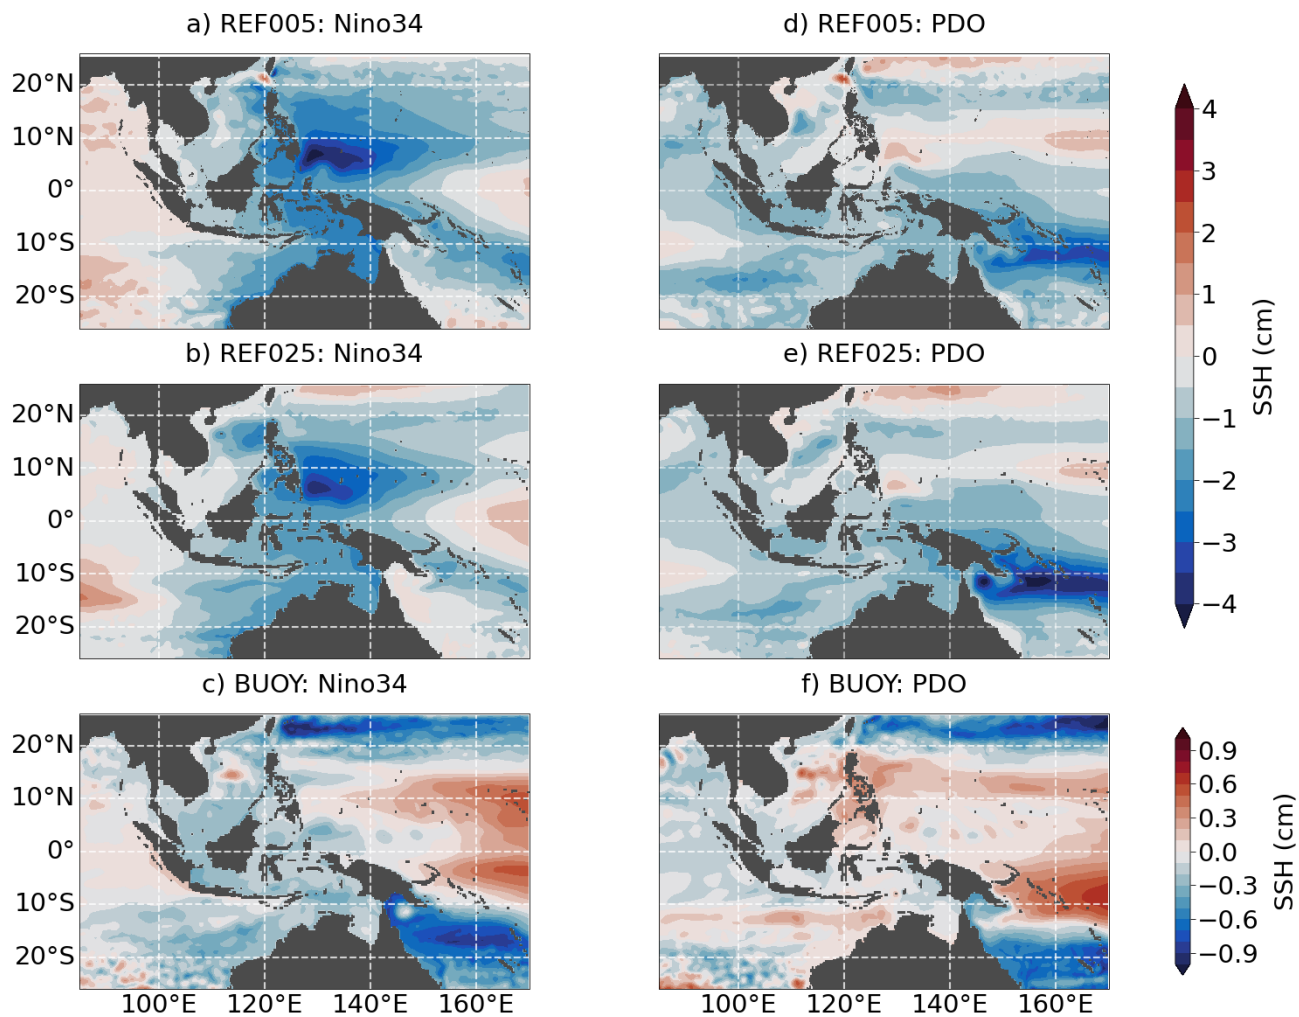 a) REF005: Nino34
d) REF005: PDO
20°N
10°N
0°
10°S
20°S
b) REF025: Nino34
e) REF025: PDO
20°N
10°N
0°
10°S
20°S
c) BUOY: Nino34
f) BUOY: PDO
20°N
10°N
0°
10°S
20°S
100°E 120°E 140°E 160°E
100°E 120°E 140°E 160°E
4
3
2
1
0
−1
−2
−3
−4
SSH (cm)
0.9
0.6
0.3
0.0
−0.3
−0.6
−0.9
SSH (cm)